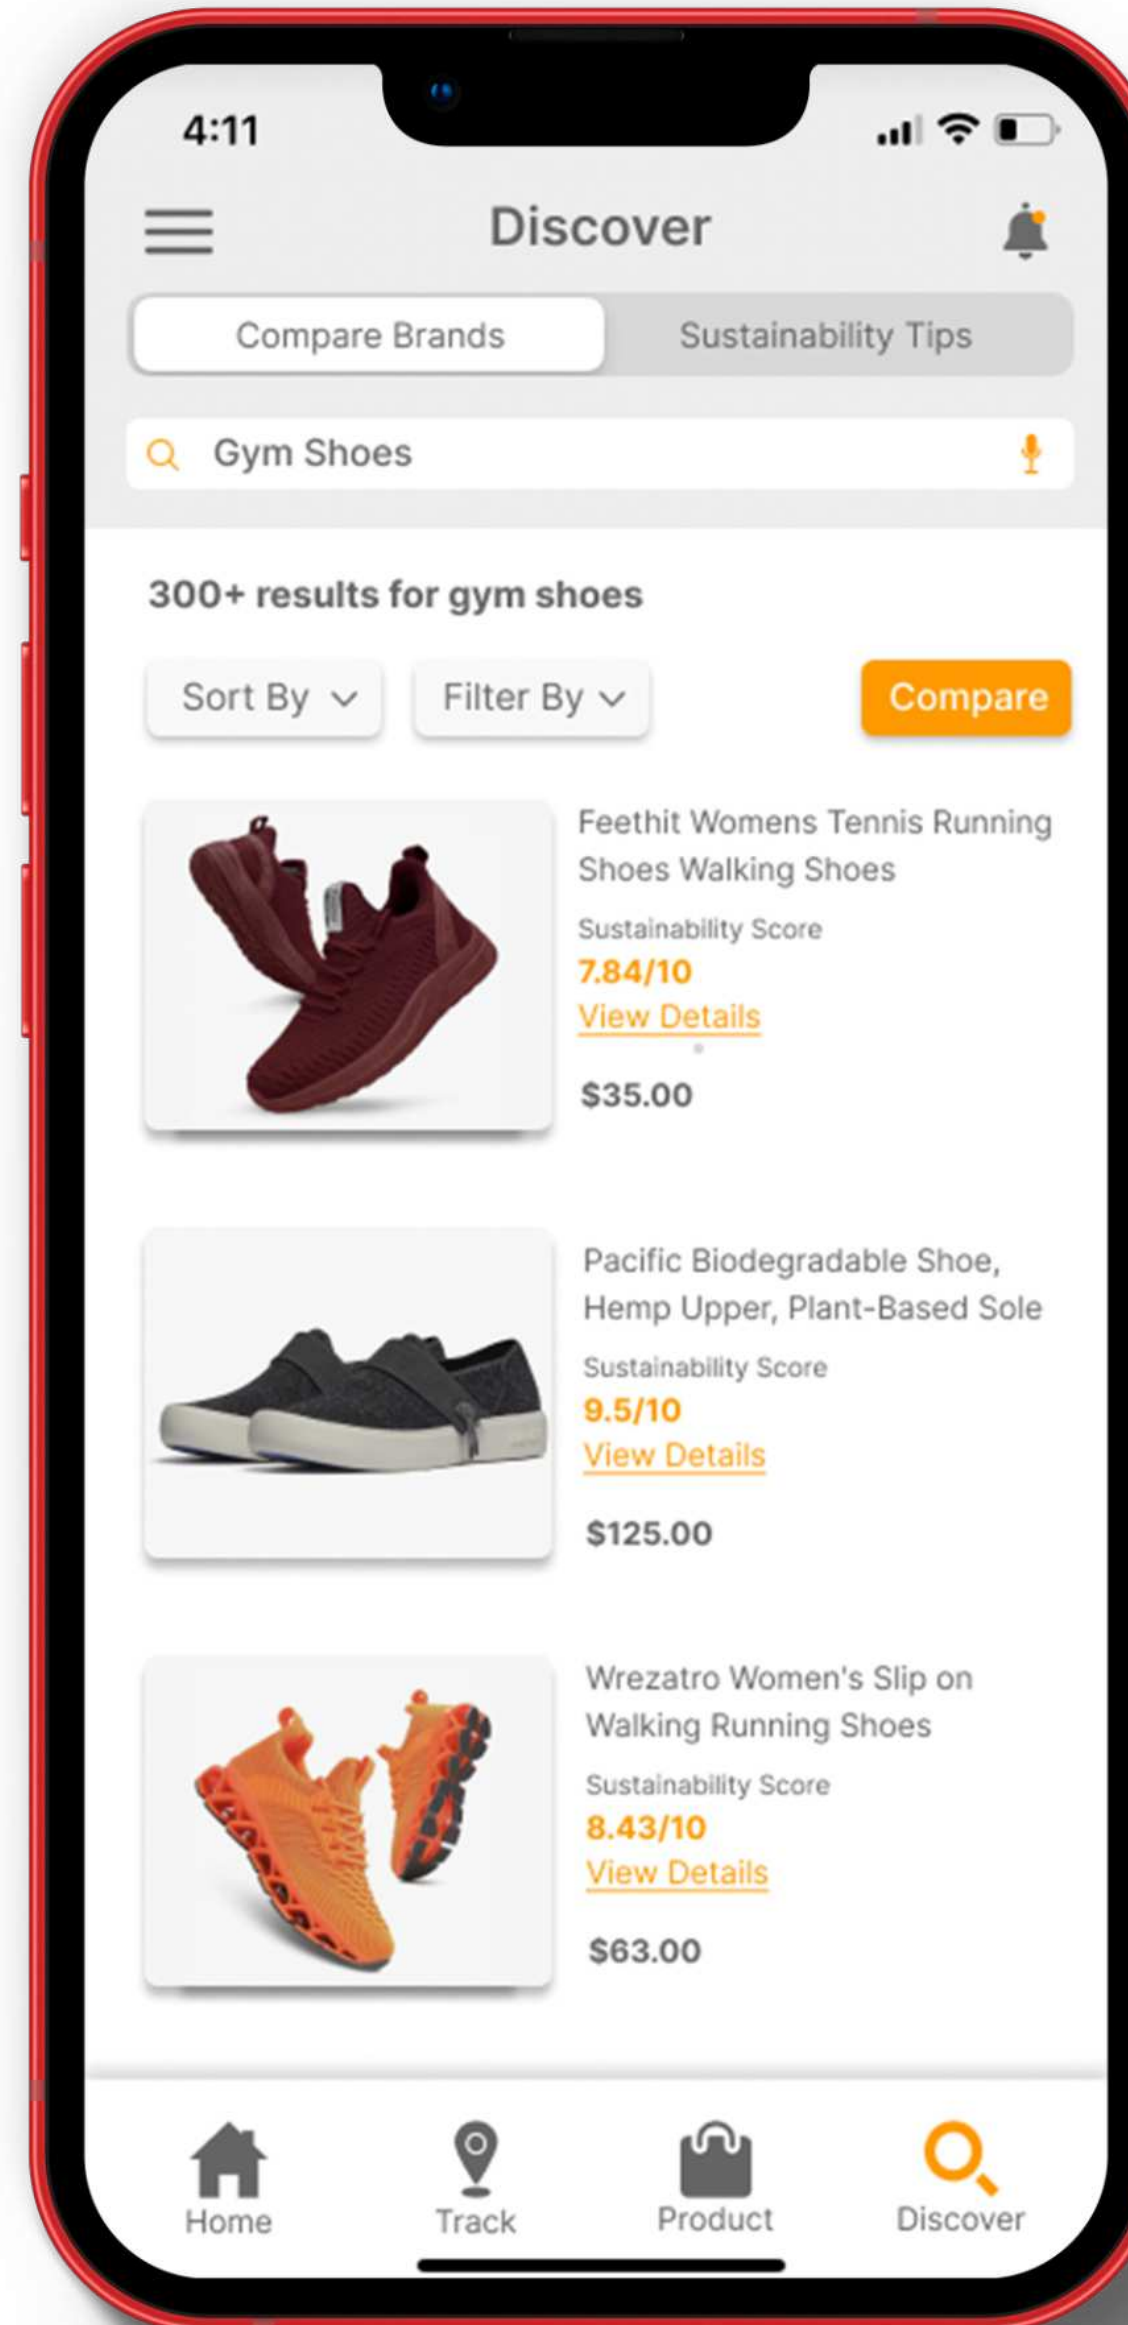 4:11
Discover
Compare Brands
Sustainability Tips
Gym Shoes
300+ results for gym shoes
Sort By
Filter By
Compare
Feethit Womens Tennis Running
Shoes Walking Shoes
Sustainability Score
7.84/10
View Details
$35.00
Pacific Biodegradable Shoe,
Hemp Upper, Plant-Based Sole
Sustainability Score
9.5/10
View Details
$125.00
Wrezatro Women's Slip on
Walking Running Shoes
Sustainability Score
8.43/10
View Details
$63.00
Home
Track
Product
Discover